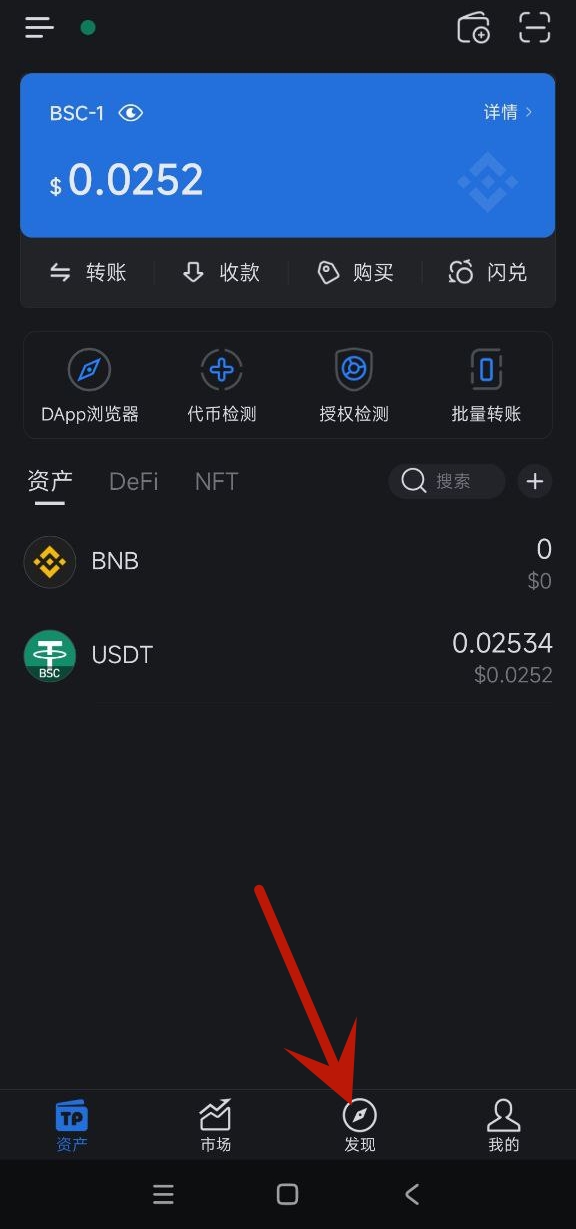 BSC-1
详情
$ 0.0252
转账 收款 购买 闪兑
DApp浏览器 代币检测 授权检测 批量转账
资产 DeFi NFT 搜索
BNB 0
$0
BSC USDT 0.02534
$0.0252
TP
资产 市场 发现 我的